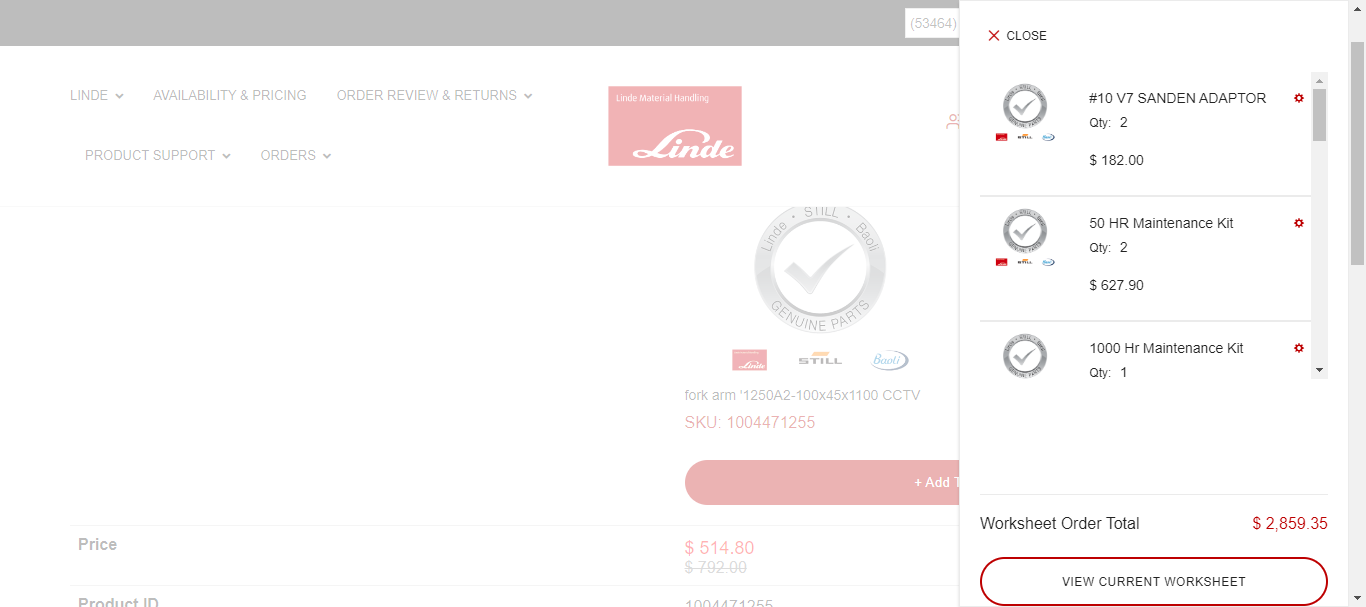 (53464)
CLOSE
LINDE
AVAILABILITY & PRICING
ORDER REVIEW & RETURNS
PRODUCT SUPPORT
ORDERS
Linde Material Handling
Linde
Linde • STILL • Baoli
GENUINE PARTS
STILL
Baoli
fork arm '1250A2-100x45x1100 CCTV
SKU: 1004471255
+ Add T
Price
$ 514.80
$ 792.00
Product ID
1004471255
#10 V7 SANDEN ADAPTOR
Qty: 2
$ 182.00
50 HR Maintenance Kit
Qty: 2
$ 627.90
1000 Hr Maintenance Kit
Qty: 1
Worksheet Order Total
$ 2,859.35
VIEW CURRENT WORKSHEET